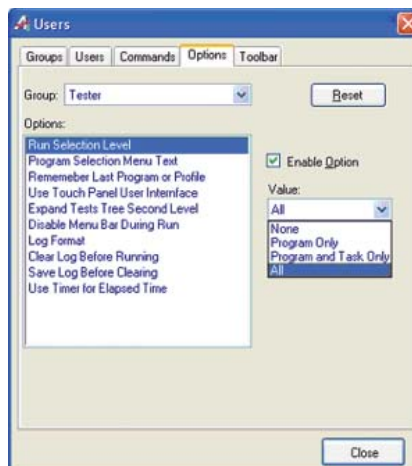 Users
Groups Users Commands Options Toolbar
Group: Tester Reset
Options:
Run Selection Level
Program Selection Menu Text
Rememeber Last Program or Profile
Use Touch Panel User Internface
Expand Tests Tree Second Level
Disable Menu Bar During Run
Log Format
Clear Log Before Running
Save Log Before Clearing
Use Timer for Elapsed Time
Enable Option
Value:
All
None
Program Only
Program and Task Only
All
Close